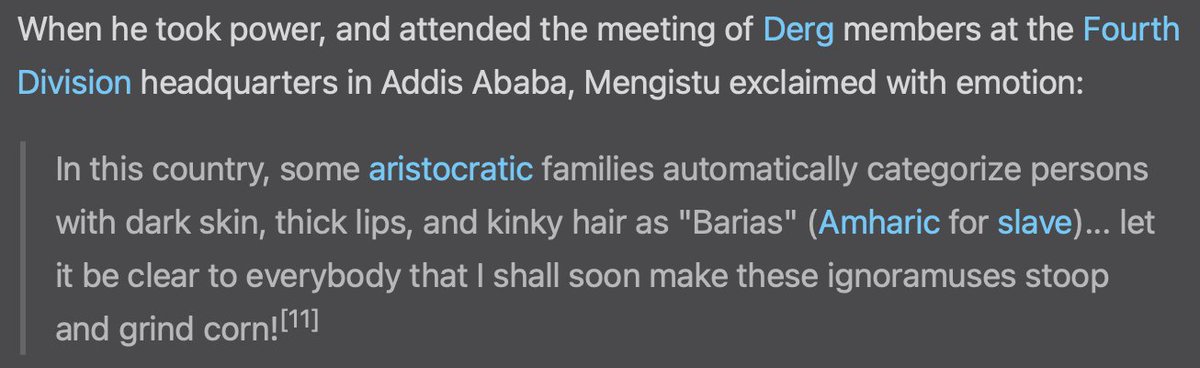 When he took power, and attended the meeting of Derg members at the Fourth
Division headquarters in Addis Ababa, Mengistu exclaimed with emotion:
In this country, some aristocratic families automatically categorize persons
with dark skin, thick lips, and kinky hair as "Barias" (Amharic for slave)... let
it be clear to everybody that I shall soon make these ignoramuses stoop
and grind corn![11]